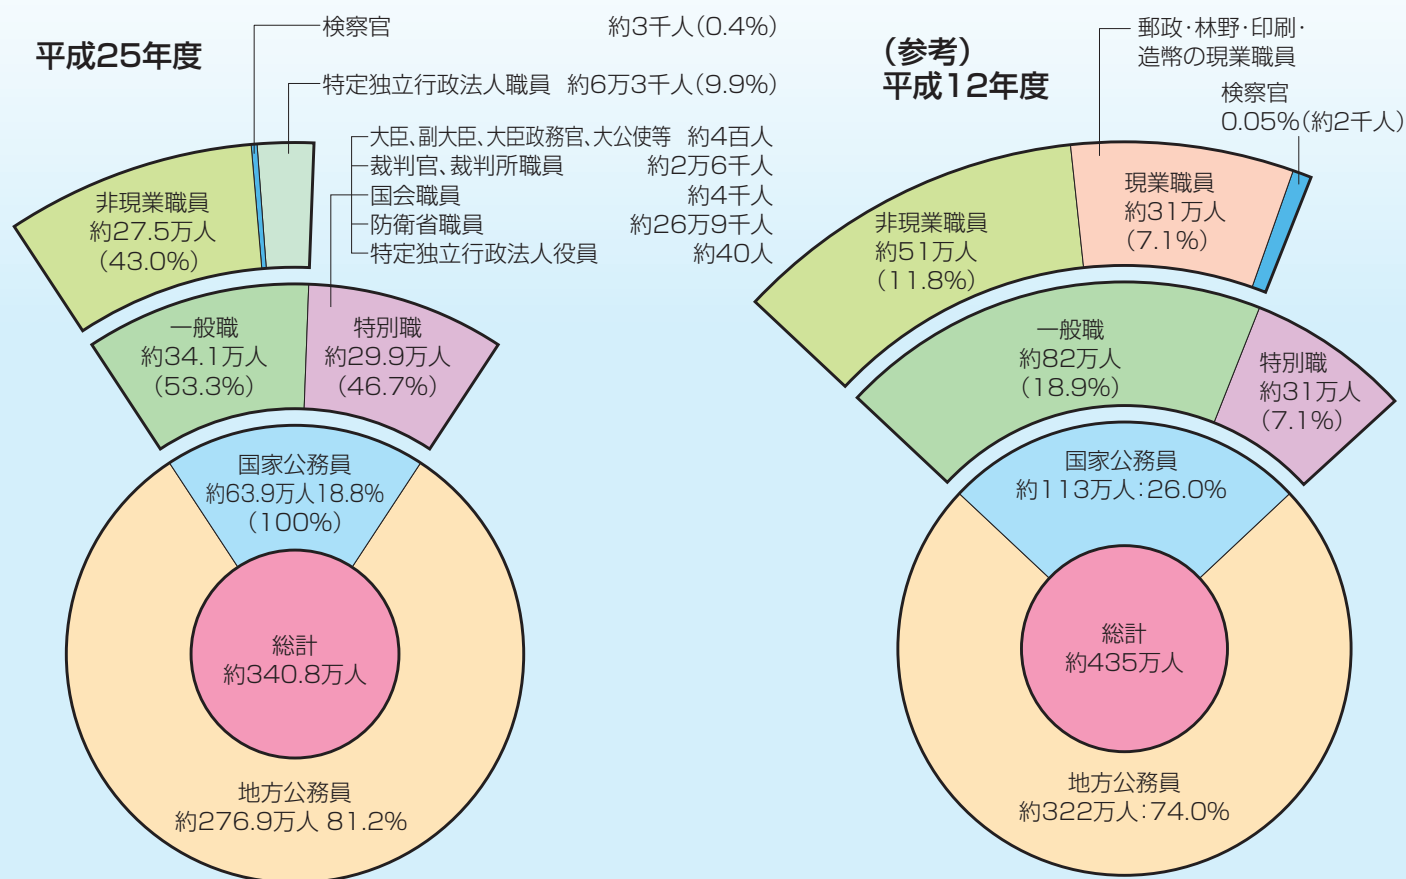 平成25年度
検察官 約3千人(0.4%)
特定独立行政法人職員 約6万3千人(9.9%)
大臣、副大臣、大臣政務官、大公使等 約4百人
裁判官、裁判所職員 約2万6千人
国会職員 約4千人
防衛省職員 約26万9千人
特定独立行政法人役員 約40人
非現業職員
約27.5万人
(43.0%)
一般職
約34.1万人
(53.3%)
特別職
約29.9万人
(46.7%)
国家公務員
約63.9万人18.8%
(100%)
総計
約340.8万人
地方公務員
約276.9万人 81.2%
(参考)
平成12年度
郵政・林野・印刷・
造幣の現業職員
検察官
0.05%(約2千人)
非現業職員
約51万人
(11.8%)
現業職員
約31万人
(7.1%)
一般職
約82万人
(18.9%)
特別職
約31万人
(7.1%)
国家公務員
約113万人:26.0%
総計
約435万人
地方公務員
約322万人:74.0%